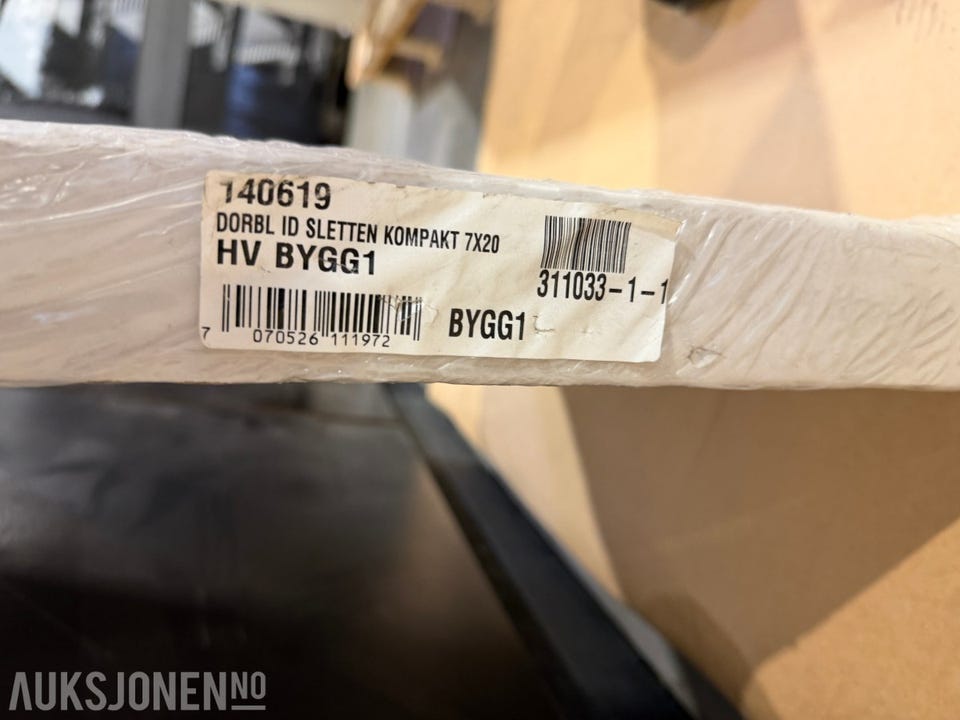 140619
DORBL ID SLETTEN KOMPAKT 7X20
HV BYGG1
311033-1-1
7 070526 111972
BYGG1
AUKSJONEN NO